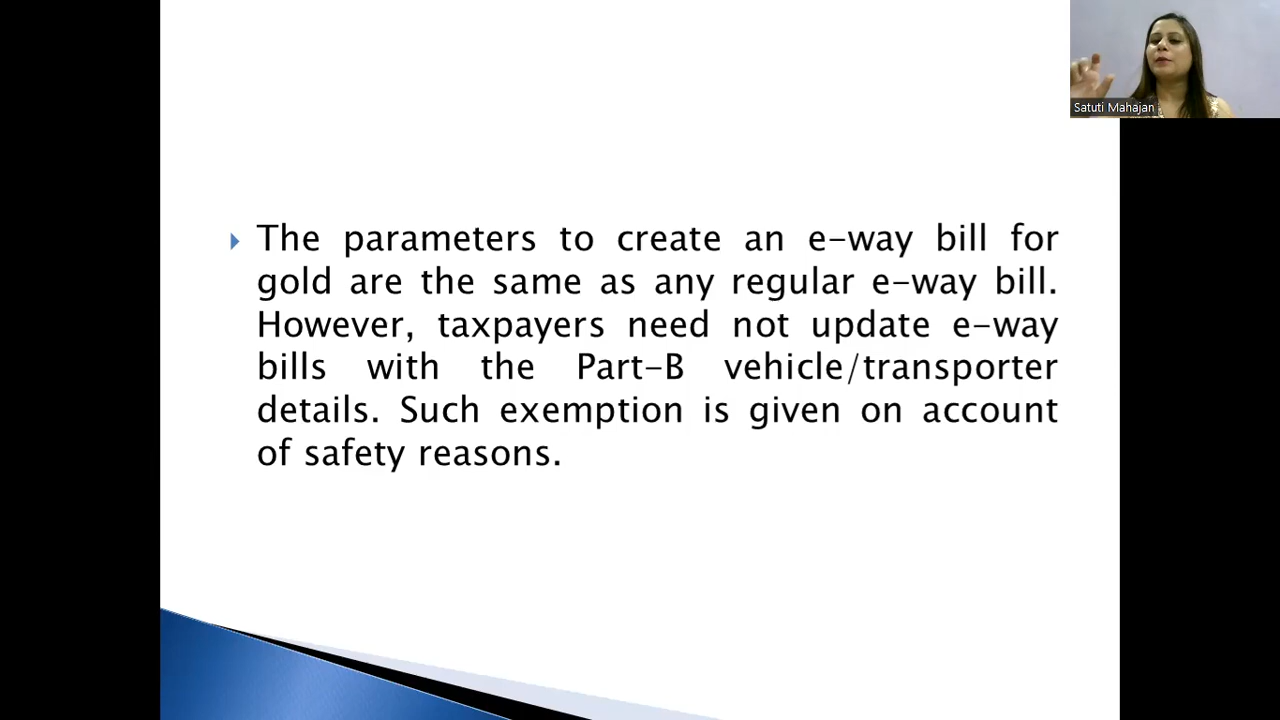 Satuti Mahajan
The parameters to create an e-way bill for
gold are the same as any regular e-way bill.
However, taxpayers need not update e-way
bills with the Part-B vehicle/transporter
details. Such exemption is given on account
of safety reasons.